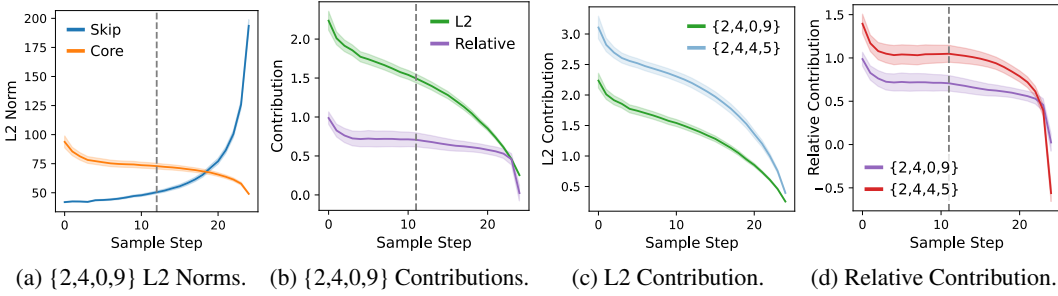 200
175
150
125
100
75
50
L2 Norm
Skip
Core
0
10
20
Sample Step
(a) {2,4,0,9} L2 Norms.
2.0
1.5
1.0
0.5
0.0
Contribution
L2
Relative
0
10
20
Sample Step
(b) {2,4,0,9} Contributions.
3.0
2.5
2.0
1.5
1.0
0.5
L2 Contribution
{2,4,0,9}
{2,4,4,5}
0
10
20
Sample Step
(c) L2 Contribution.
1.5
1.0
0.5
0.0
−0.5
Relative Contribution
{2,4,0,9}
{2,4,4,5}
0
10
20
Sample Step
(d) Relative Contribution.